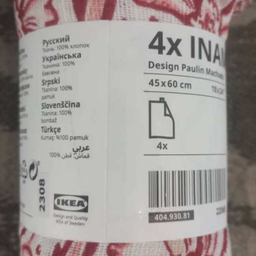 Русский
Ткань: 100% хлопок
Українська
Тканина: 100%
бавовна
Srpski
Tkanina: 100%
pamuk
Slovenščina
Tkanina: 100%
bombaž
Türkçe
Kumaş: %100 pamuk
عربي
قماش: قطن 100%
2308
IKEA
Design and Quality
IKEA of Sweden
4x INA
Design Paulin
45x60 cm
4x
404.930.81